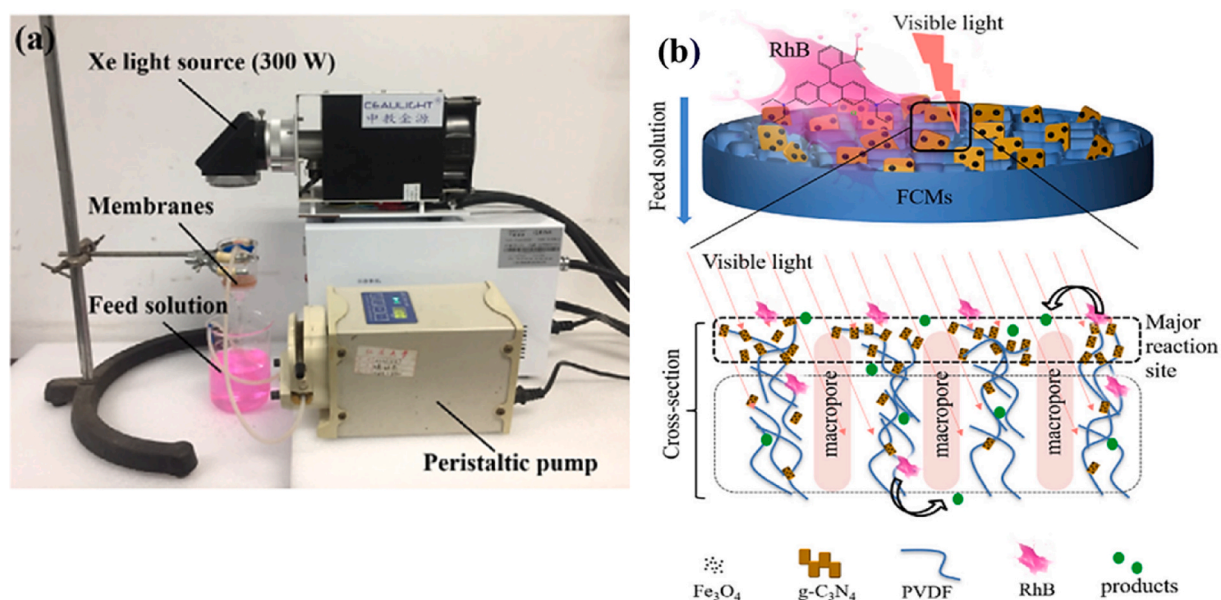 (a)
Xe light source (300 W)
CEAULIGHT
中教金源
Membranes
Feed solution
Peristaltic pump
(b)
Visible light
RhB
Feed solution
FCMs
Visible light
Major
reaction
site
Cross-section
macropore
macropore
macropore
Fe₃O₄
g-C₃N₄
PVDF
RhB
products